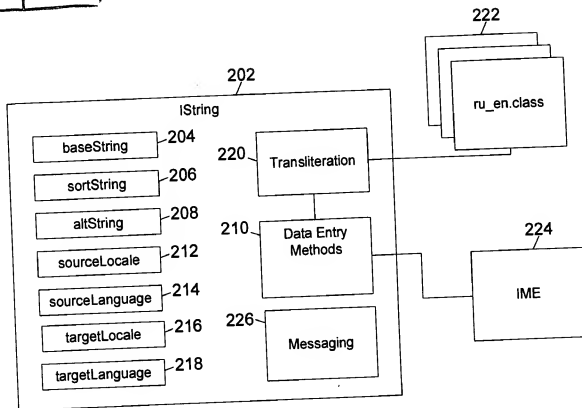 222
ru_en.class
202
IString
baseString
204
sortString
206
altString
208
sourceLocale
212
sourceLanguage
214
targetLocale
216
targetLanguage
218
220
Transliteration
210
Data Entry
Methods
226
Messaging
224
IME